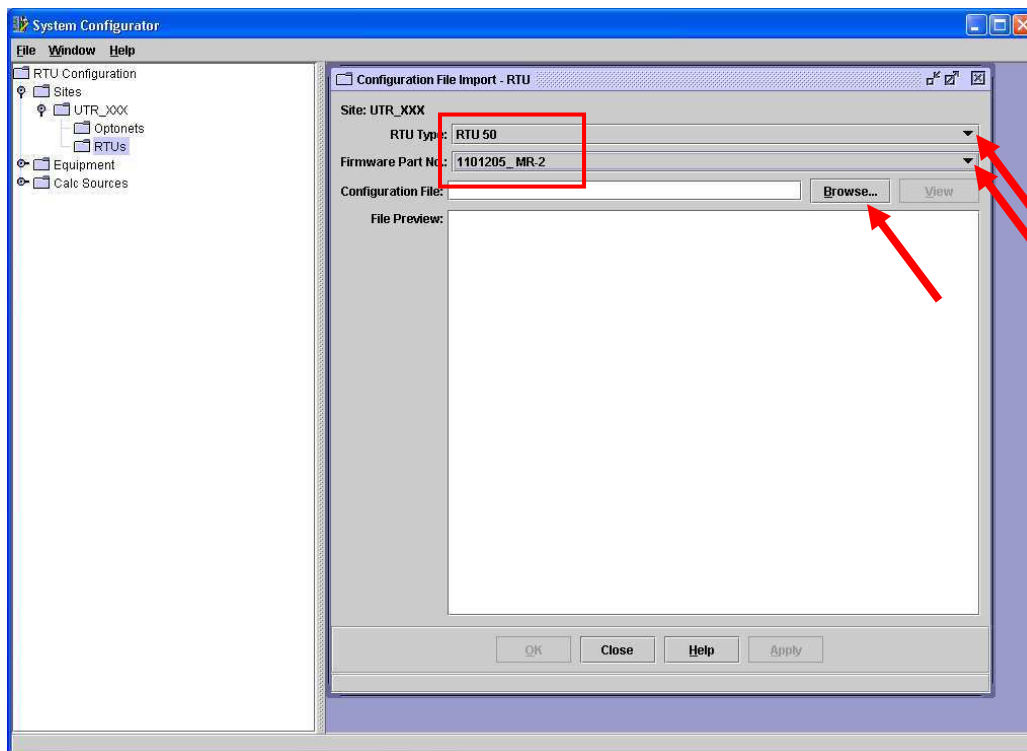 System Configurator
File Window Help
RTU Configuration
Sites
UTR_XXX
Optonets
RTUs
Equipment
Calc Sources
Configuration File Import - RTU
Site: UTR_XXX
RTU Type: RTU 50
Firmware Part No.: 1101205_ MR-2
Configuration File: Browse... View
File Preview:
OK Close Help Apply